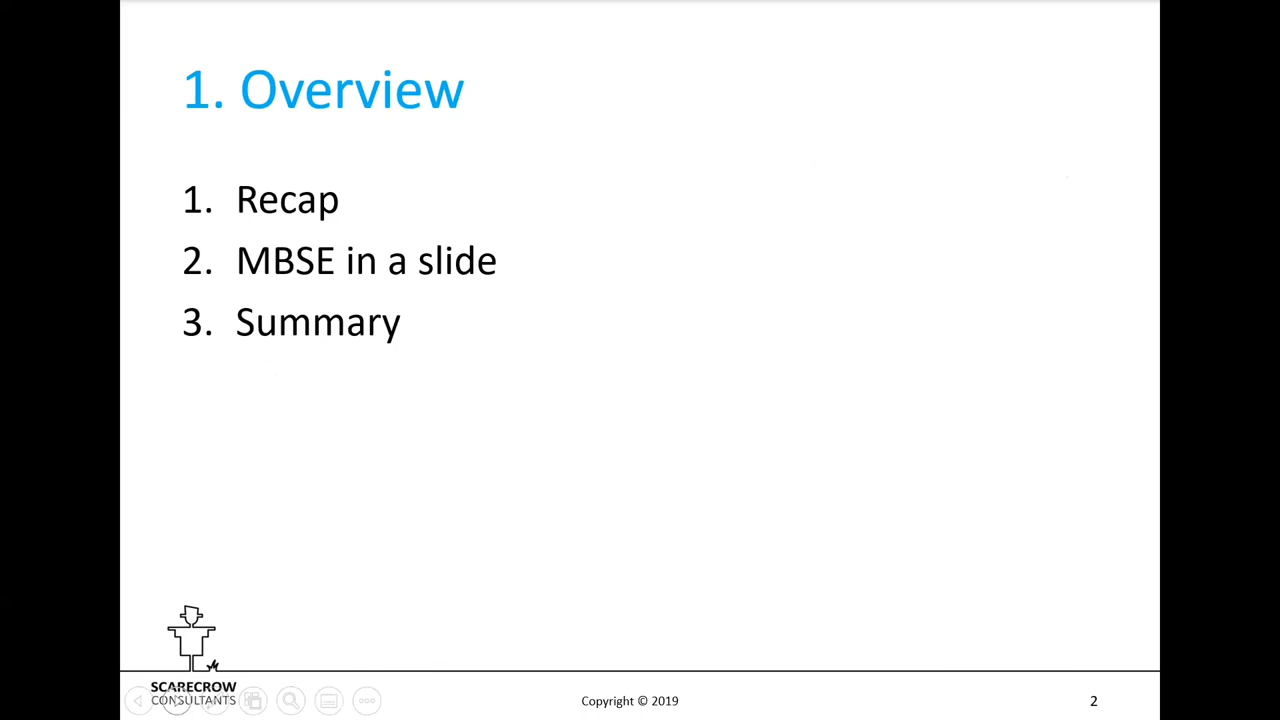 1. Overview
1. Recap
2. MBSE in a slide
3. Summary
SCARECROW
CONSULTANTS
Copyright © 2019
2